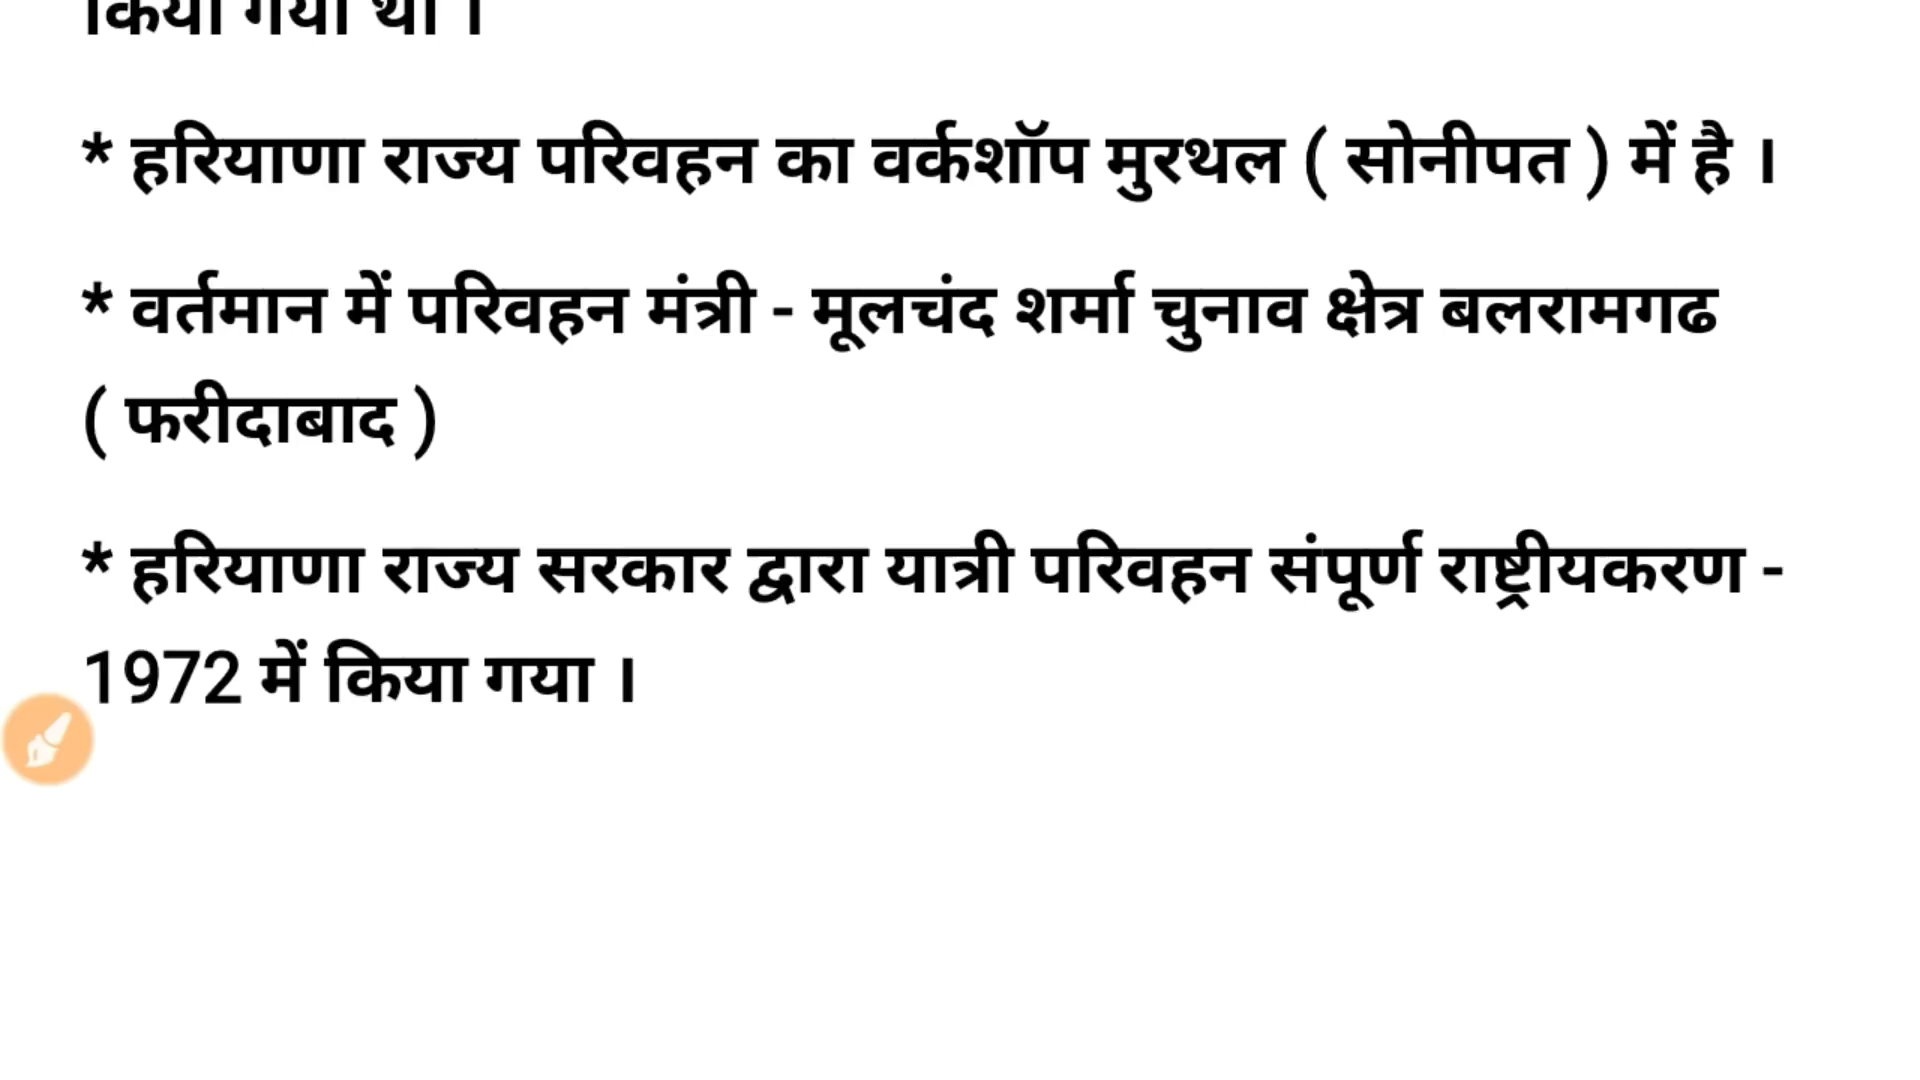 किया गया था ।
* हरियाणा राज्य परिवहन का वर्कशॉप मुरथल ( सोनीपत ) में है ।
* वर्तमान में परिवहन मंत्री - मूलचंद शर्मा चुनाव क्षेत्र बलरामगढ
( फरीदाबाद )
* हरियाणा राज्य सरकार द्वारा यात्री परिवहन संपूर्ण राष्ट्रीयकरण -
1972 में किया गया ।